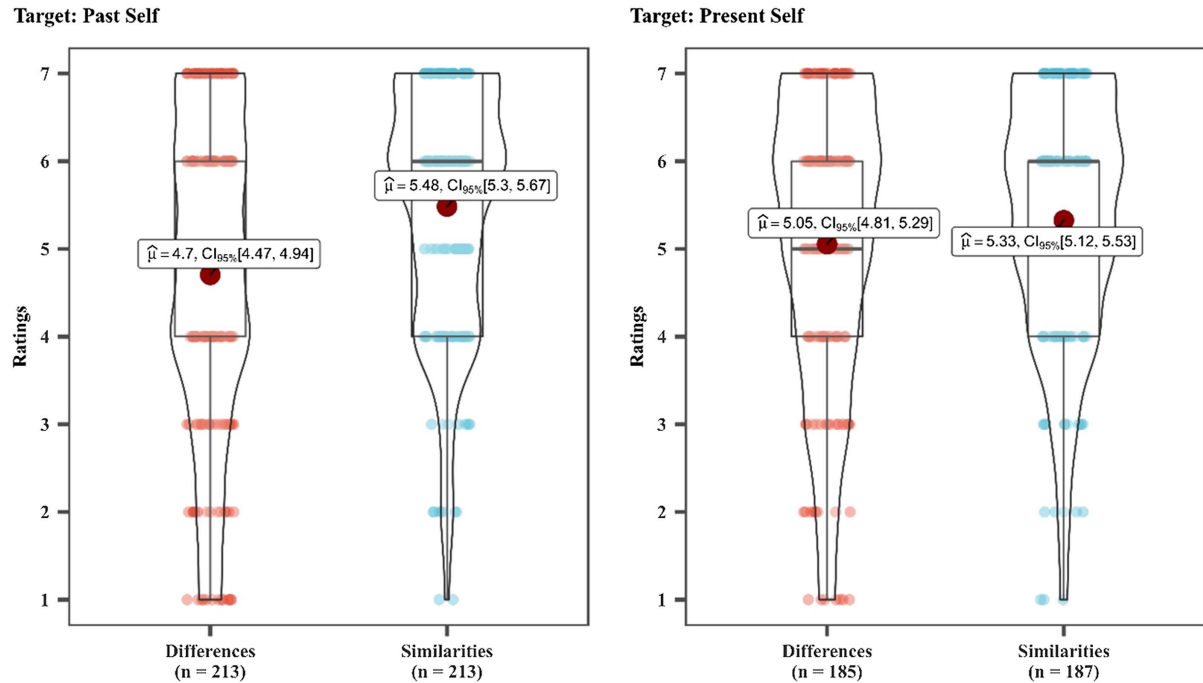 Target: Past Self
Ratings
7
6
5
4
3
2
1
μ̂ = 4.7, CI95%[4.47, 4.94]
μ̂ = 5.48, CI95%[5.3, 5.67]
Differences
(n = 213)
Similarities
(n = 213)
Target: Present Self
Ratings
7
6
5
4
3
2
1
μ̂ = 5.05, CI95%[4.81, 5.29]
μ̂ = 5.33, CI95%[5.12, 5.53]
Differences
(n = 185)
Similarities
(n = 187)